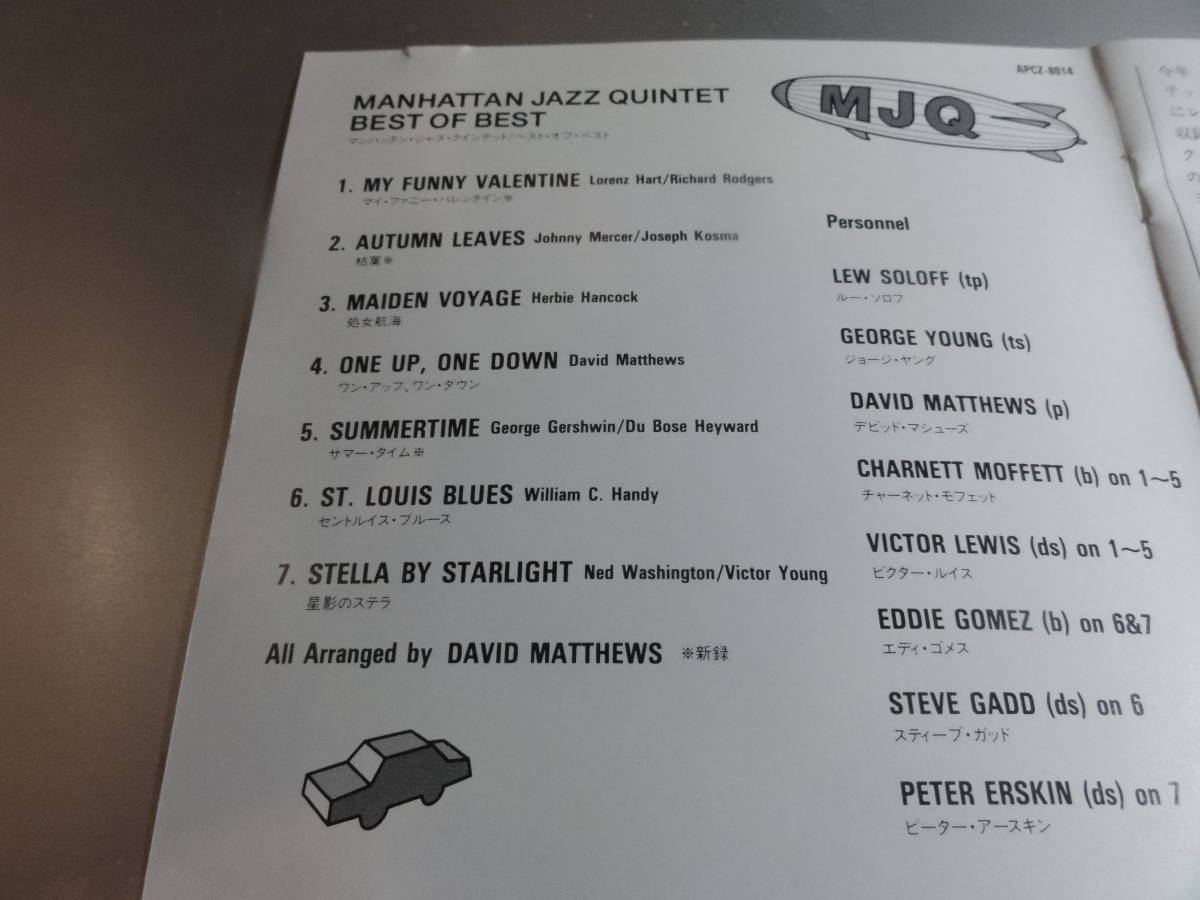 MANHATTAN JAZZ QUINTET
BEST OF BEST
マンハッタン・ジャズ・クインテット/ベスト・オブ・ベスト
1. MY FUNNY VALENTINE Lorenz Hart/Richard Rodgers
マイ・ファニー・バレンタイン※
2. AUTUMN LEAVES Johnny Mercer/Joseph Kosma
枯葉※
3. MAIDEN VOYAGE Herbie Hancock
処女航海
4. ONE UP, ONE DOWN David Matthews
ワン・アップ、ワン・ダウン
5. SUMMERTIME George Gershwin/Du Bose Heyward
サマー・タイム※
6. ST. LOUIS BLUES William C. Handy
セントルイス・ブルース
7. STELLA BY STARLIGHT Ned Washington/Victor Young
星影のステラ
All Arranged by DAVID MATTHEWS ※新録
APCZ-8014
MJQ
Personnel
LEW SOLOFF (tp)
ルー・ソロフ
GEORGE YOUNG (ts)
ジョージ・ヤング
DAVID MATTHEWS (p)
デビッド・マシューズ
CHARNETT MOFFETT (b) on 1~5
チャーネット・モフェット
VICTOR LEWIS (ds) on 1~5
ビクター・ルイス
EDDIE GOMEZ (b) on 6&7
エディ・ゴメス
STEVE GADD (ds) on 6
スティーブ・ガッド
PETER ERSKIN (ds) on 7
ピーター・アースキン
今年
テッ
にレ
収録
ク
の